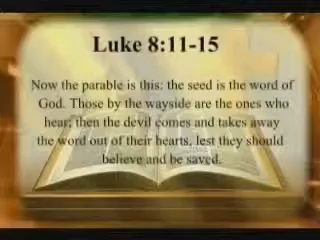 Luke 8:11-15
Now the parable is this: the seed is the word of
God. Those by the wayside are the ones who
hear; then the devil comes and takes away
the word out of their hearts, lest they should
believe and be saved.